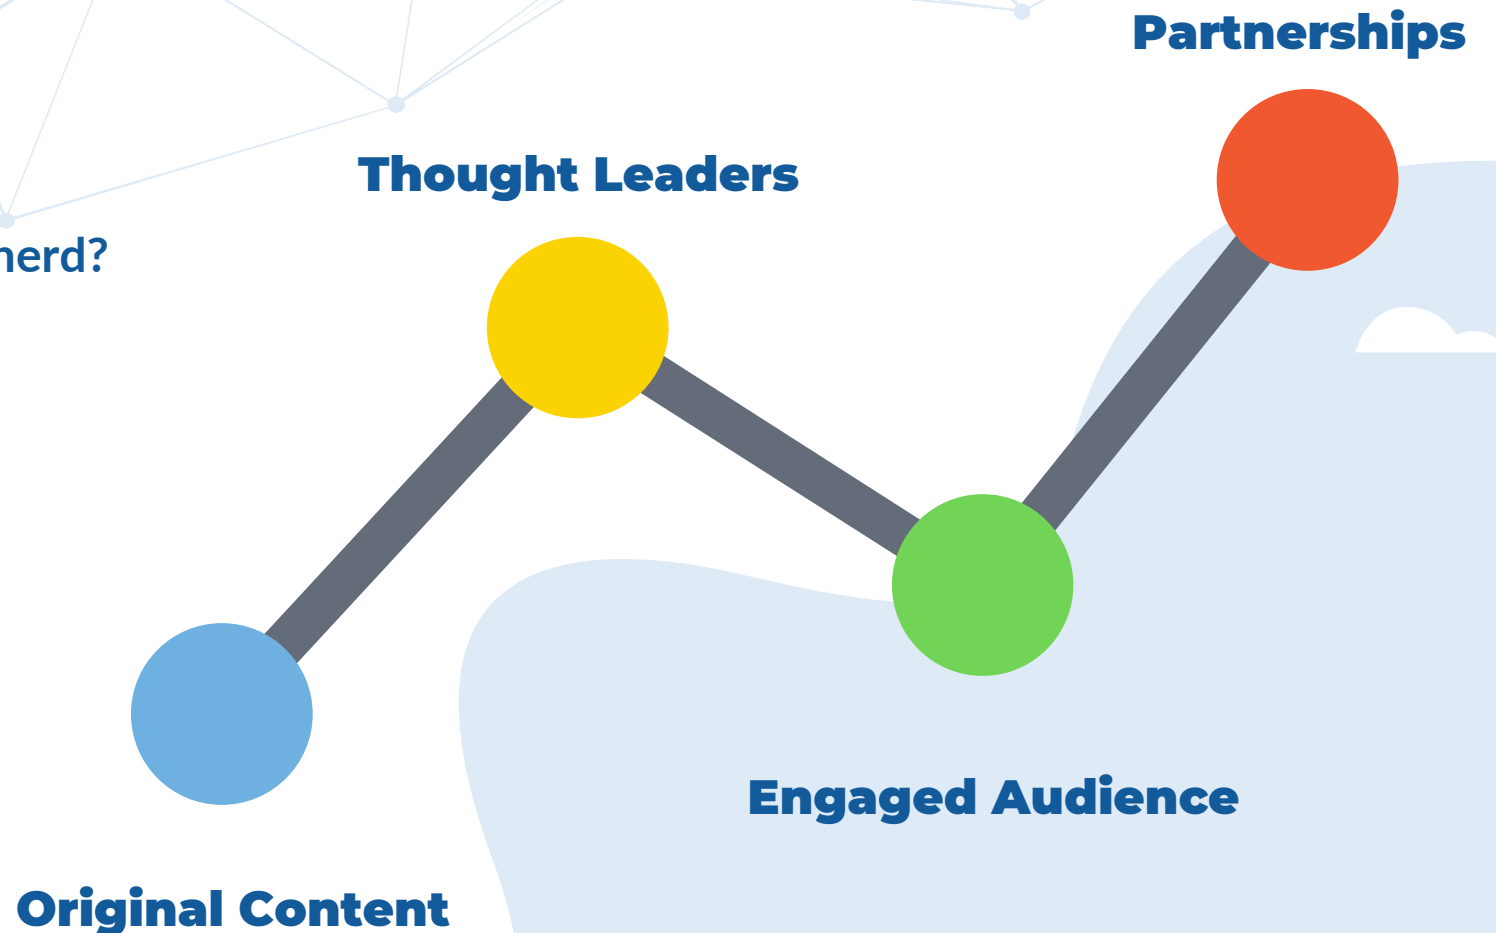 Partnerships
Thought Leaders
nerd?
Engaged Audience
Original Content